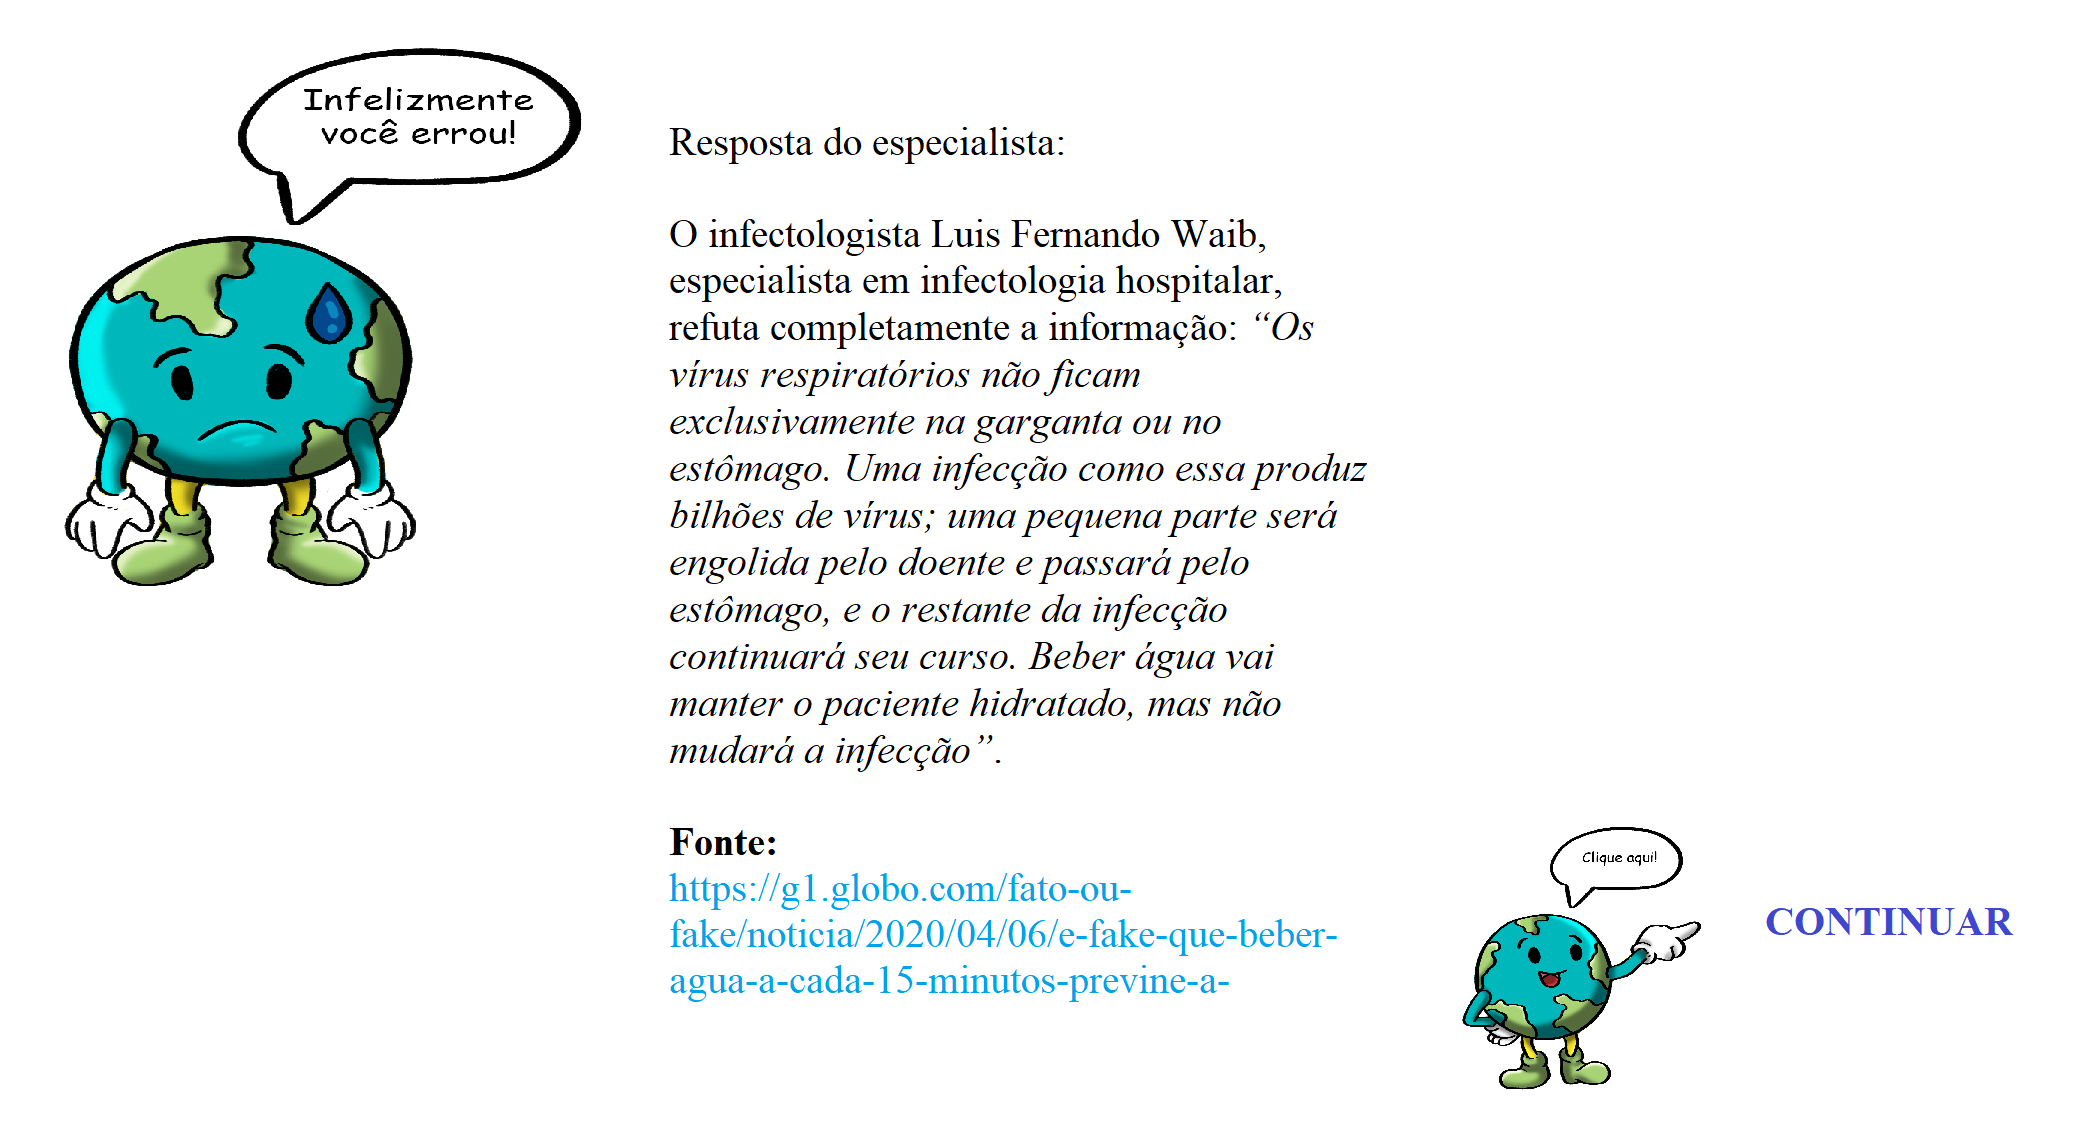 Infelizmente
você errou!
Resposta do especialista:
O infectologista Luis Fernando Waib,
especialista em infectologia hospitalar,
refuta completamente a informação: “Os
vírus respiratórios não ficam
exclusivamente na garganta ou no
estômago. Uma infecção como essa produz
bilhões de vírus; uma pequena parte será
engolida pelo doente e passará pelo
estômago, e o restante da infecção
continuará seu curso. Beber água vai
manter o paciente hidratado, mas não
mudará a infecção”.
Fonte:
https://g1.globo.com/fato-ou-
fake/noticia/2020/04/06/e-fake-que-beber-
agua-a-cada-15-minutos-previne-a-
Clique aqui!
CONTINUAR